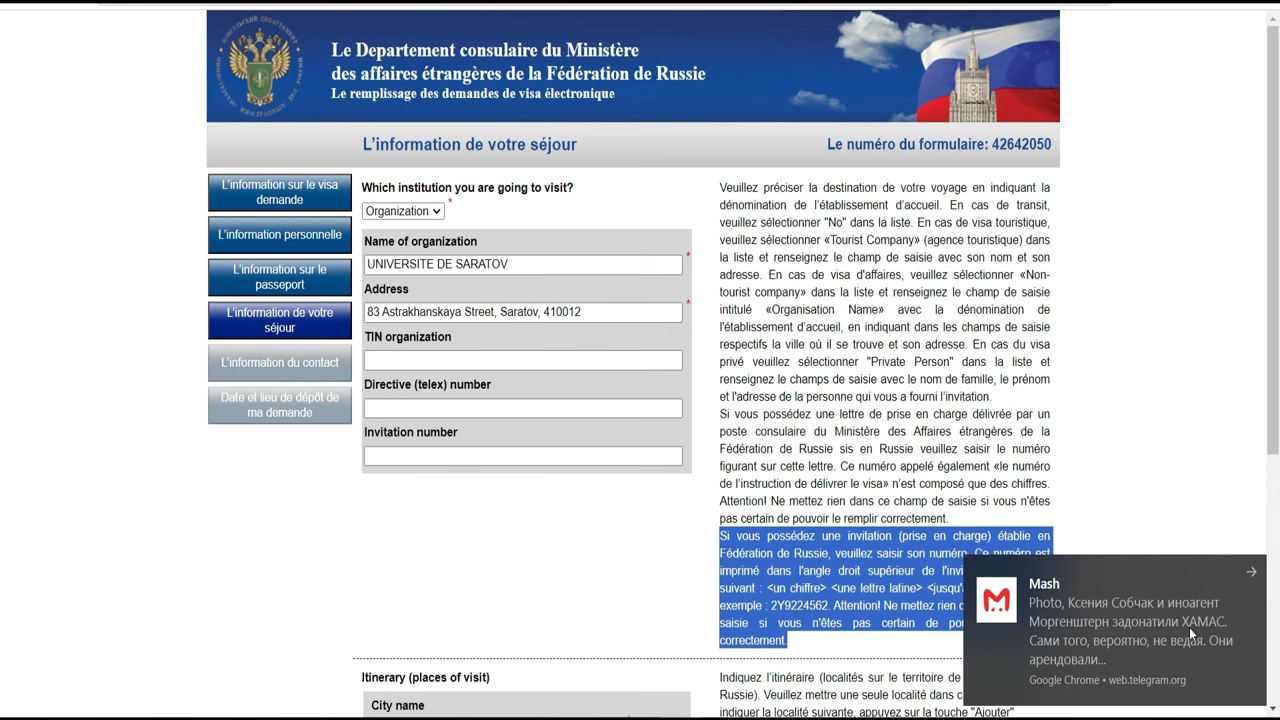 Le Departement consulaire du Ministère
des affaires étrangères de la Fédération de Russie
Le remplissage des demandes de visa électronique
L'information de votre séjour
Le numéro du formulaire: 42642050
L'information sur le visa
demande
L'information personnelle
L'information sur le
passeport
L'information de votre
séjour
L'information du contact
Date et lieu de dépôt de
ma demande
Which institution you are going to visit?
Organization
*
Name of organization
UNIVERSITE DE SARATOV
*
Address
83 Astrakhanskaya Street, Saratov, 410012
*
TIN organization
Directive (telex) number
Invitation number
Veuillez préciser la destination de votre voyage en indiquant la
dénomination de l'établissement d'accueil. En cas de transit,
veuillez sélectionner "No" dans la liste. En cas de visa touristique,
veuillez sélectionner «Tourist Company» (agence touristique) dans
la liste et renseignez le champ de saisie avec son nom et son
adresse. En cas de visa d'affaires, veuillez sélectionner «Non-
tourist company» dans la liste et renseignez le champ de saisie
intitulé «Organisation Name» avec la dénomination de
l'établissement d'accueil, en indiquant dans les champs de saisie
respectifs la ville où il se trouve et son adresse. En cas du visa
privé veuillez sélectionner "Private Person" dans la liste et
renseignez le champs de saisie avec le nom de famille, le prénom
et l'adresse de la personne qui vous a fourni l'invitation.
Si vous possédez une lettre de prise en charge délivrée par un
poste consulaire du Ministère des Affaires étrangères de la
Fédération de Russie sis en Russie veuillez saisir le numéro
figurant sur cette lettre. Ce numéro appelé également «le numéro
de l'instruction de délivrer le visa» n'est composé que des chiffres.
Attention! Ne mettez rien dans ce champ de saisie si vous n'êtes
pas certain de pouvoir le remplir correctement.
Si vous possédez une invitation (prise en charge) établie en
Fédération de Russie, veuillez saisir son numéro. Ce numéro est
imprimé dans l'angle droit supérieur de l'invi
suivant : <un chiffre> <une lettre latine> <jusqu'
exemple : 2Y9224562. Attention! Ne mettez rien
saisie si vous n'êtes pas certain de
correctement.
Itinerary (places of visit)
City name
Indiquez l'itinéraire (localités sur le territoire de
Russie). Veuillez mettre une seule localité dans
indiquer la localité suivante, appuyez sur la touche "Ajouter"
Mash
Photo, Ксения Собчак и иноагент
Моргенштерн задонатили ХАМАС.
Сами того, вероятно, не ведая. Они
арендовали...
Google Chrome • web.telegram.org